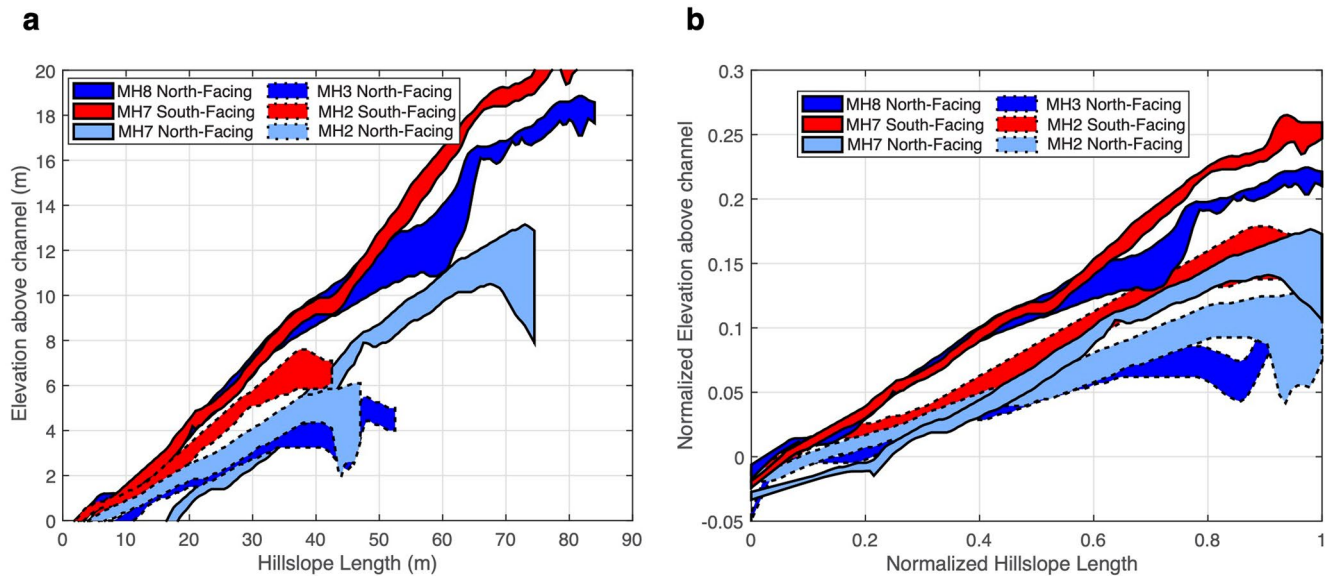 a
20
18
16
14
12
10
8
6
4
2
0
Elevation above channel (m)
MH8 North-Facing
MH7 South-Facing
MH7 North-Facing
MH3 North-Facing
MH2 South-Facing
MH2 North-Facing
0 10 20 30 40 50 60 70 80 90
Hillslope Length (m)
b
0.3
0.25
0.2
0.15
0.1
0.05
0
-0.05
Normalized Elevation above channel
MH8 North-Facing
MH7 South-Facing
MH7 North-Facing
MH3 North-Facing
MH2 South-Facing
MH2 North-Facing
0 0.2 0.4 0.6 0.8 1
Normalized Hillslope Length